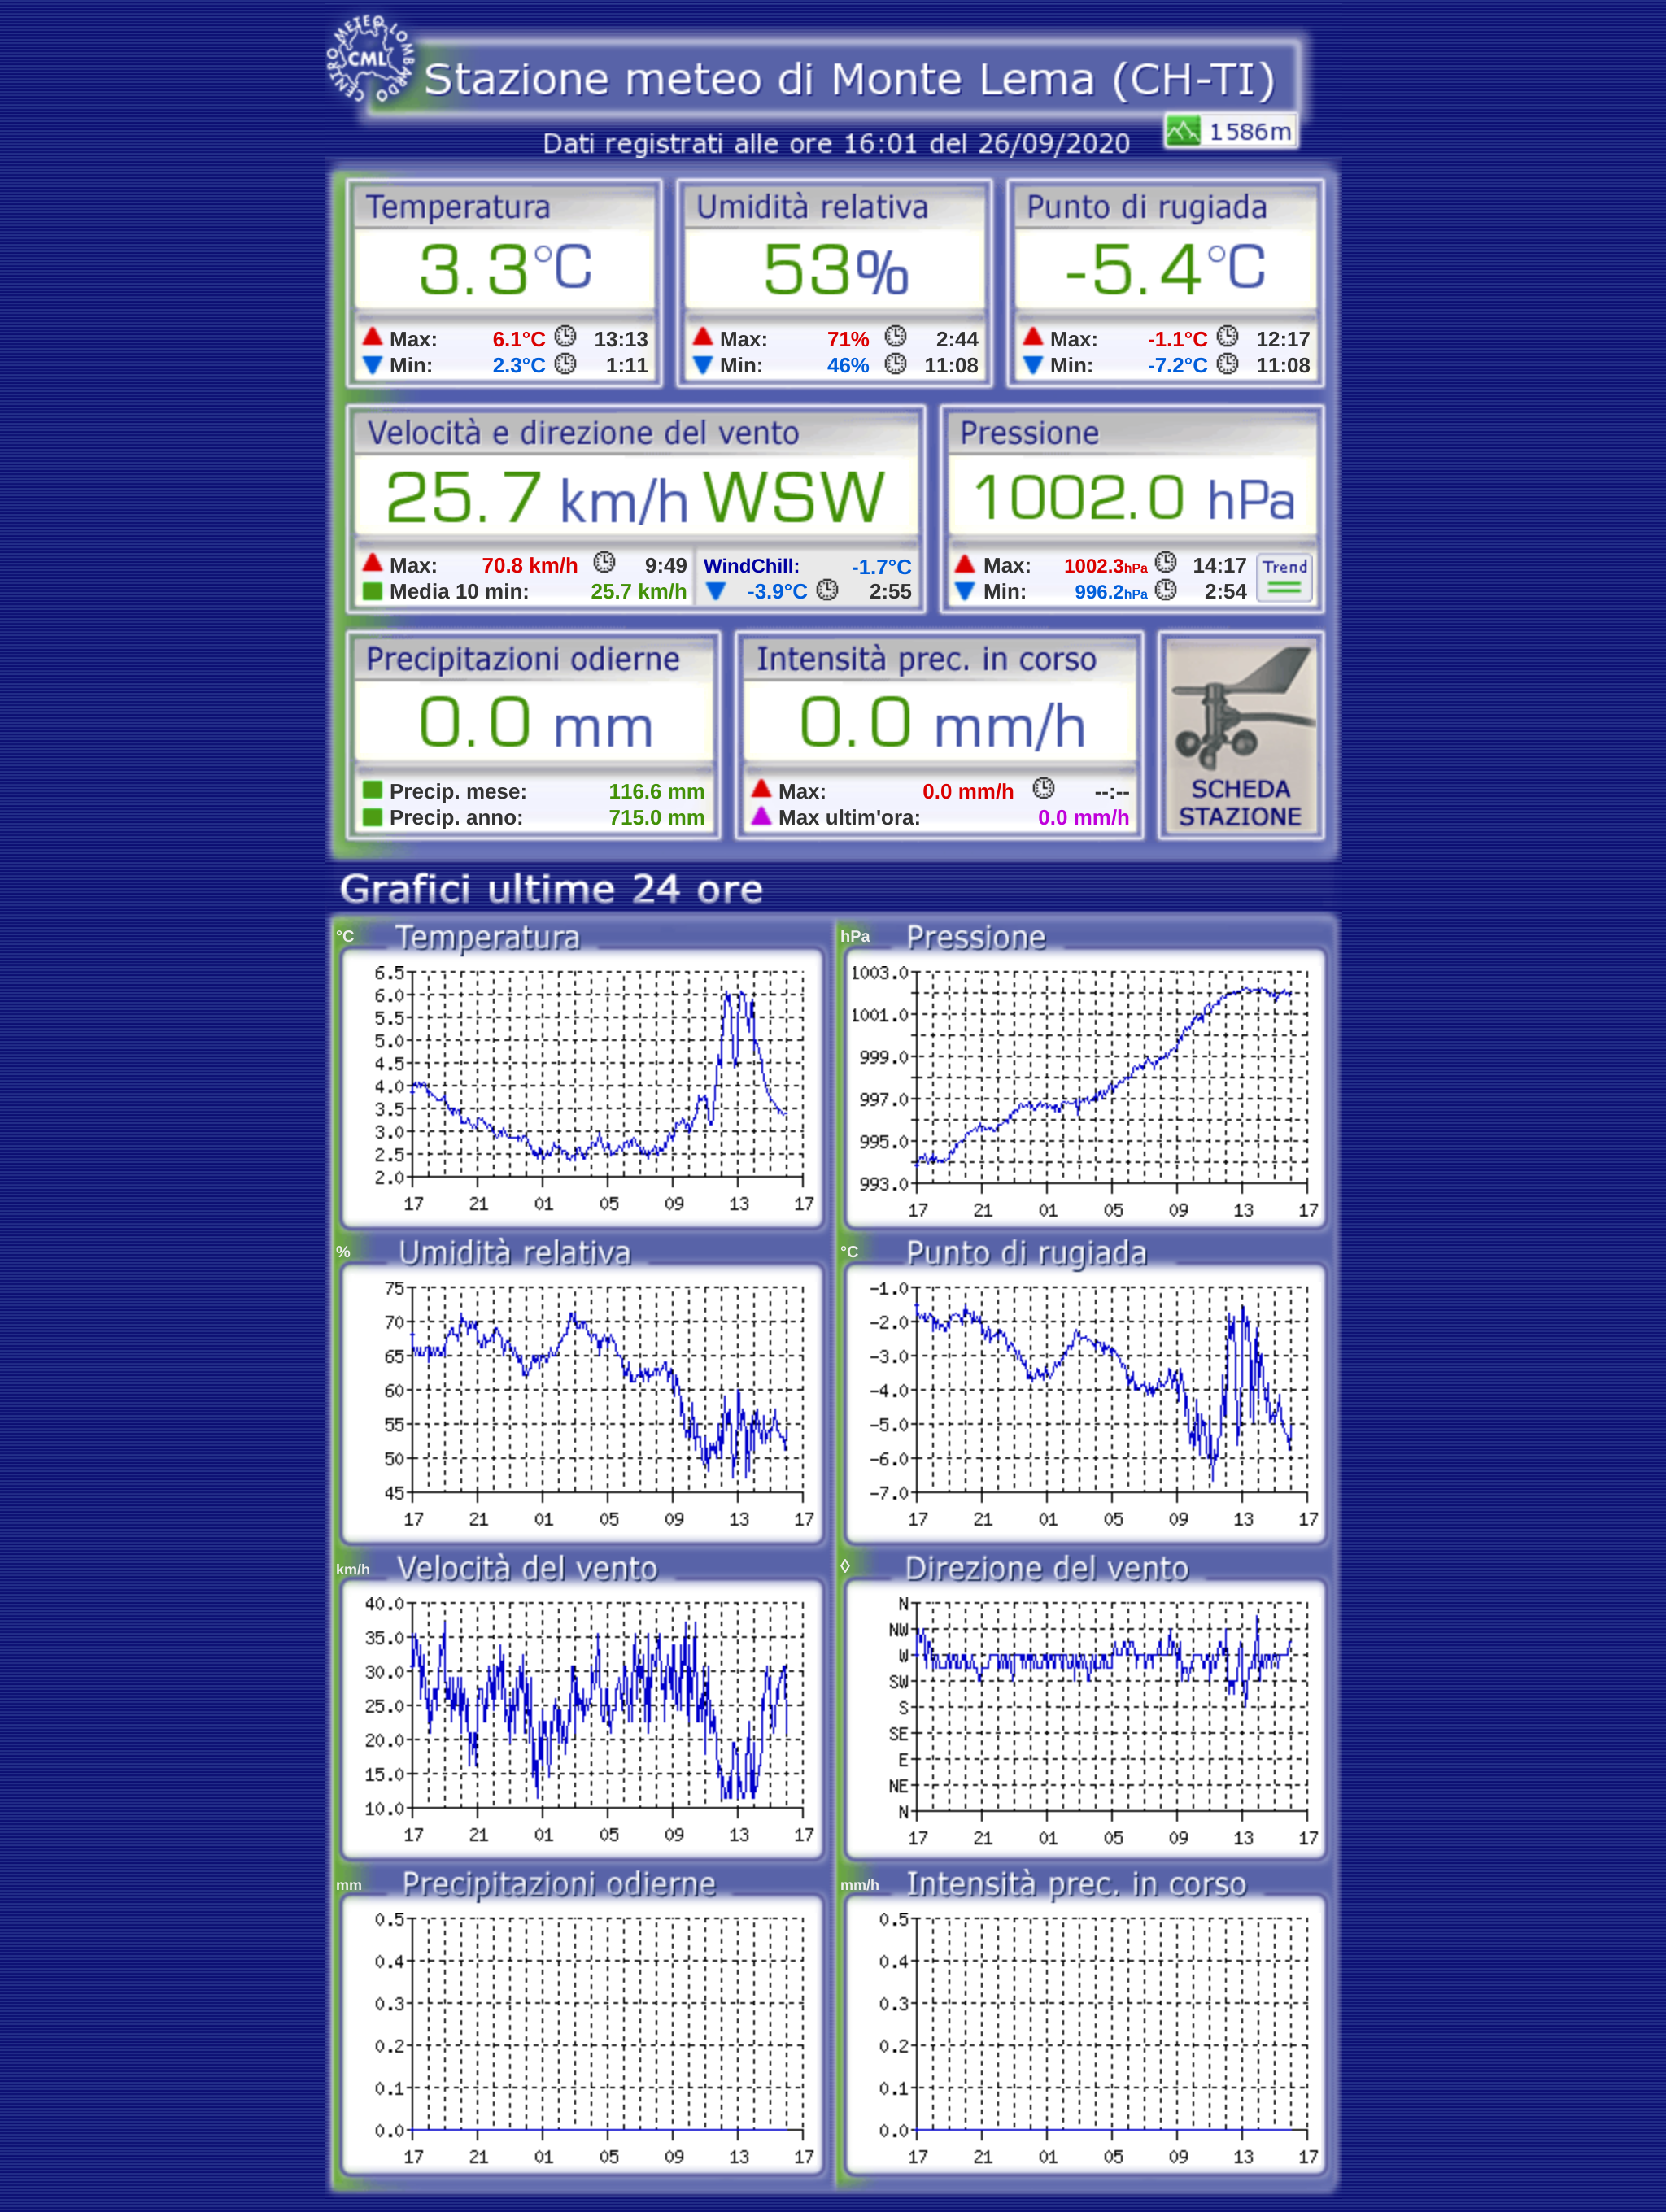 CENTRO METEO LOMBARDO
CML
Stazione meteo di Monte Lema (CH-TI)
1586m
Dati registrati alle ore 16:01 del 26/09/2020
Temperatura
3.3°C
Max: 6.1°C 13:13
Min: 2.3°C 1:11
Umidità relativa
53%
Max: 71% 2:44
Min: 46% 11:08
Punto di rugiada
-5.4°C
Max: -1.1°C 12:17
Min: -7.2°C 11:08
Velocità e direzione del vento
25.7 km/h WSW
Max: 70.8 km/h 9:49
Media 10 min: 25.7 km/h
WindChill: -1.7°C
-3.9°C 2:55
Pressione
1002.0 hPa
Max: 1002.3hPa 14:17
Min: 996.2hPa 2:54
Trend
Precipitazioni odierne
0.0 mm
Precip. mese: 116.6 mm
Precip. anno: 715.0 mm
Intensità prec. in corso
0.0 mm/h
Max: 0.0 mm/h --:--
Max ultim'ora: 0.0 mm/h
SCHEDA
STAZIONE
Grafici ultime 24 ore
°C Temperatura
6.5
6.0
5.5
5.0
4.5
4.0
3.5
3.0
2.5
2.0
17 21 01 05 09 13 17
hPa Pressione
1003.0
1001.0
999.0
997.0
995.0
993.0
17 21 01 05 09 13 17
% Umidità relativa
75
70
65
60
55
50
45
17 21 01 05 09 13 17
°C Punto di rugiada
-1.0
-2.0
-3.0
-4.0
-5.0
-6.0
-7.0
17 21 01 05 09 13 17
km/h Velocità del vento
40.0
35.0
30.0
25.0
20.0
15.0
10.0
17 21 01 05 09 13 17
◊ Direzione del vento
N
NW
W
SW
S
SE
E
NE
N
17 21 01 05 09 13 17
mm Precipitazioni odierne
0.5
0.4
0.3
0.2
0.1
0.0
17 21 01 05 09 13 17
mm/h Intensità prec. in corso
0.5
0.4
0.3
0.2
0.1
0.0
17 21 01 05 09 13 17